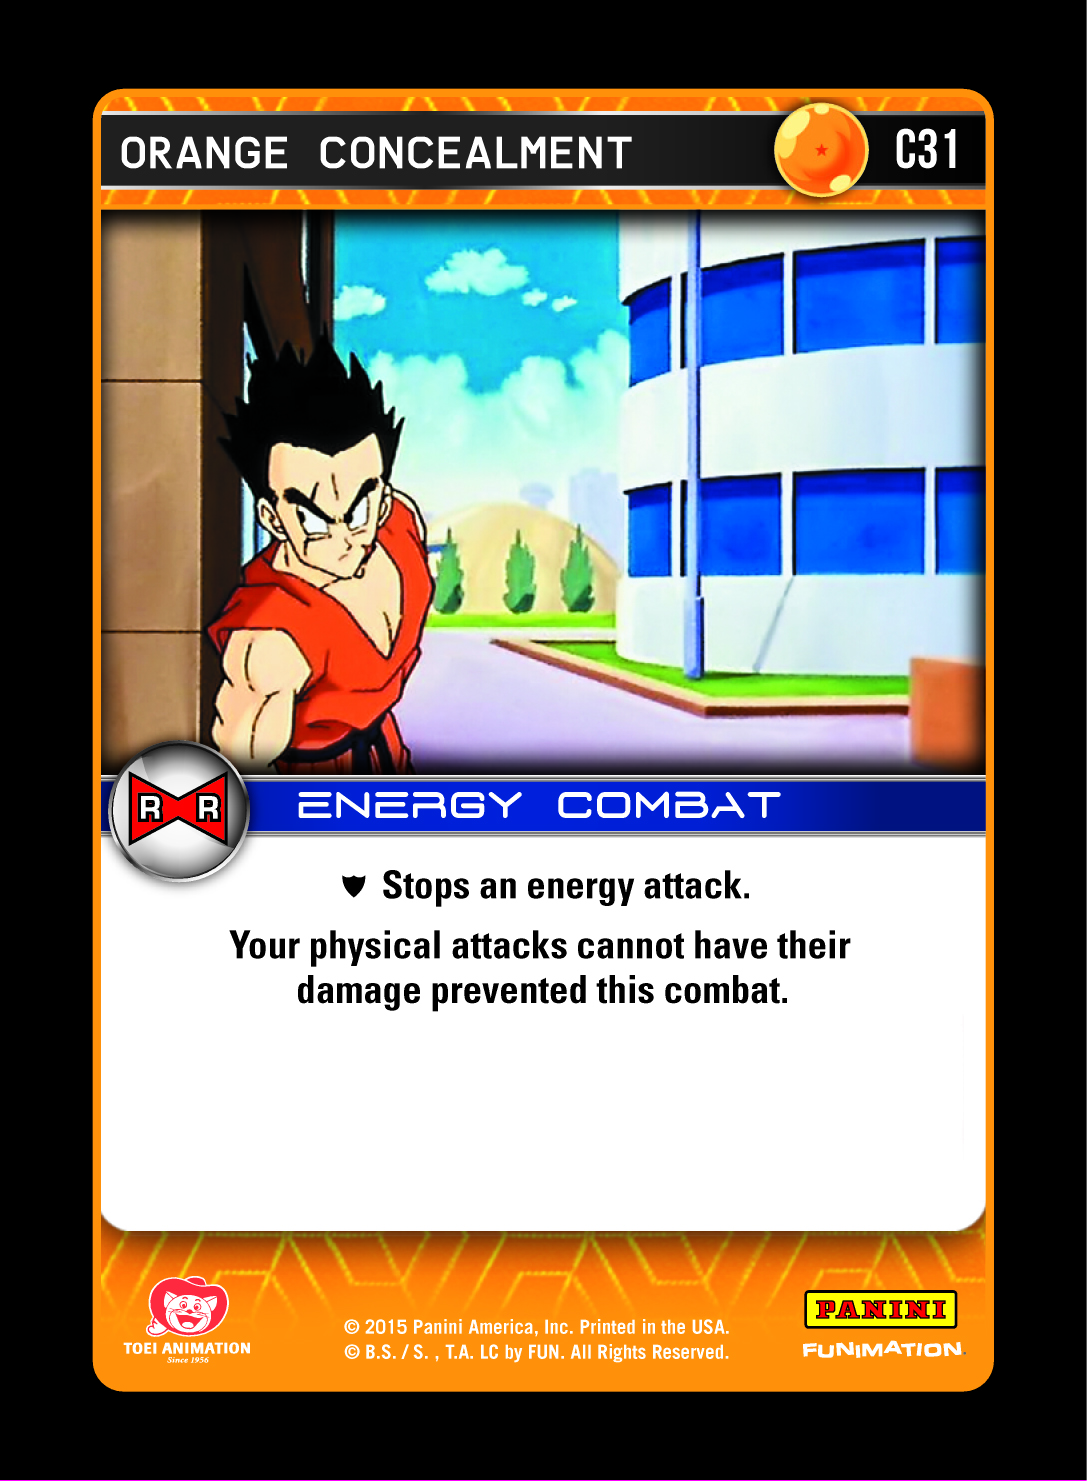 ORANGE CONCEALMENT
C31
R R
ENERGY COMBAT
Stops an energy attack.
Your physical attacks cannot have their
damage prevented this combat.
TOEI ANIMATION
Since 1956
© 2015 Panini America, Inc. Printed in the USA.
© B.S. / S. , T.A. LC by FUN. All Rights Reserved.
PANINI
FUNIMATION.